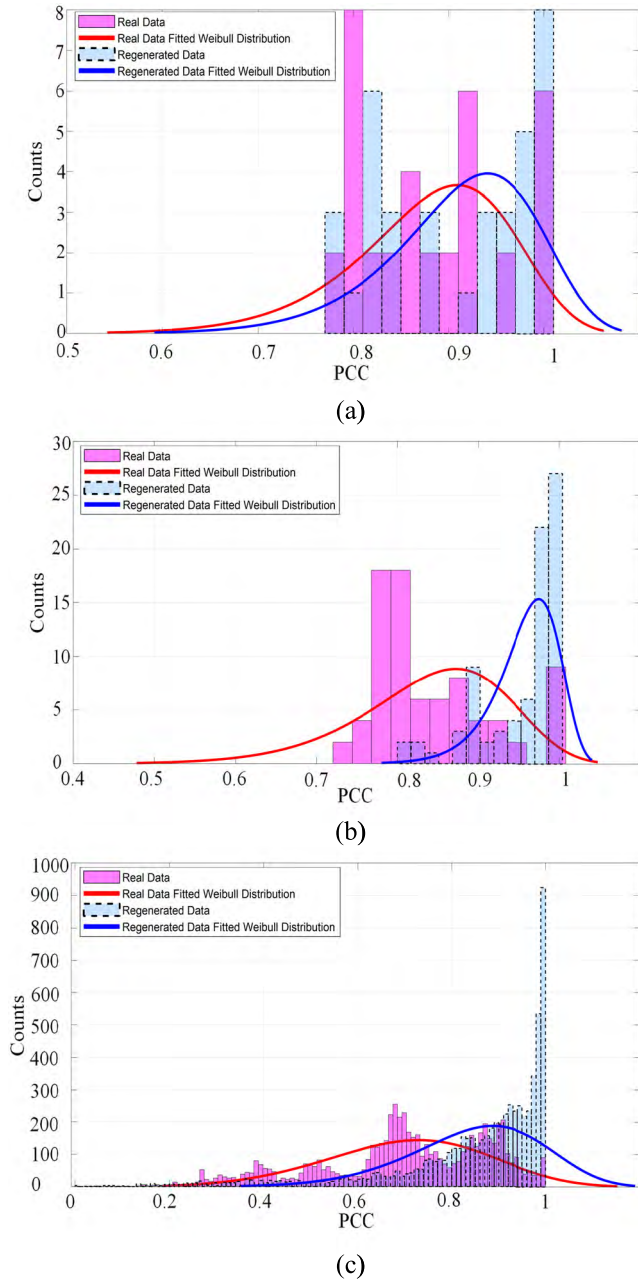 8
7
6
5
4
3
2
1
0
Counts
Real Data
Real Data Fitted Weibull Distribution
Regenerated Data
Regenerated Data Fitted Weibull Distribution
0.5 0.6 0.7 0.8 0.9 1
PCC
(a)
30
25
20
15
10
5
0
Counts
Real Data
Real Data Fitted Weibull Distribution
Regenerated Data
Regenerated Data Fitted Weibull Distribution
0.4 0.5 0.6 0.7 0.8 0.9 1
PCC
(b)
1000
900
800
700
600
500
400
300
200
100
0
Counts
Real Data
Real Data Fitted Weibull Distribution
Regenerated Data
Regenerated Data Fitted Weibull Distribution
0 0.2 0.4 0.6 0.8 1
PCC
(c)